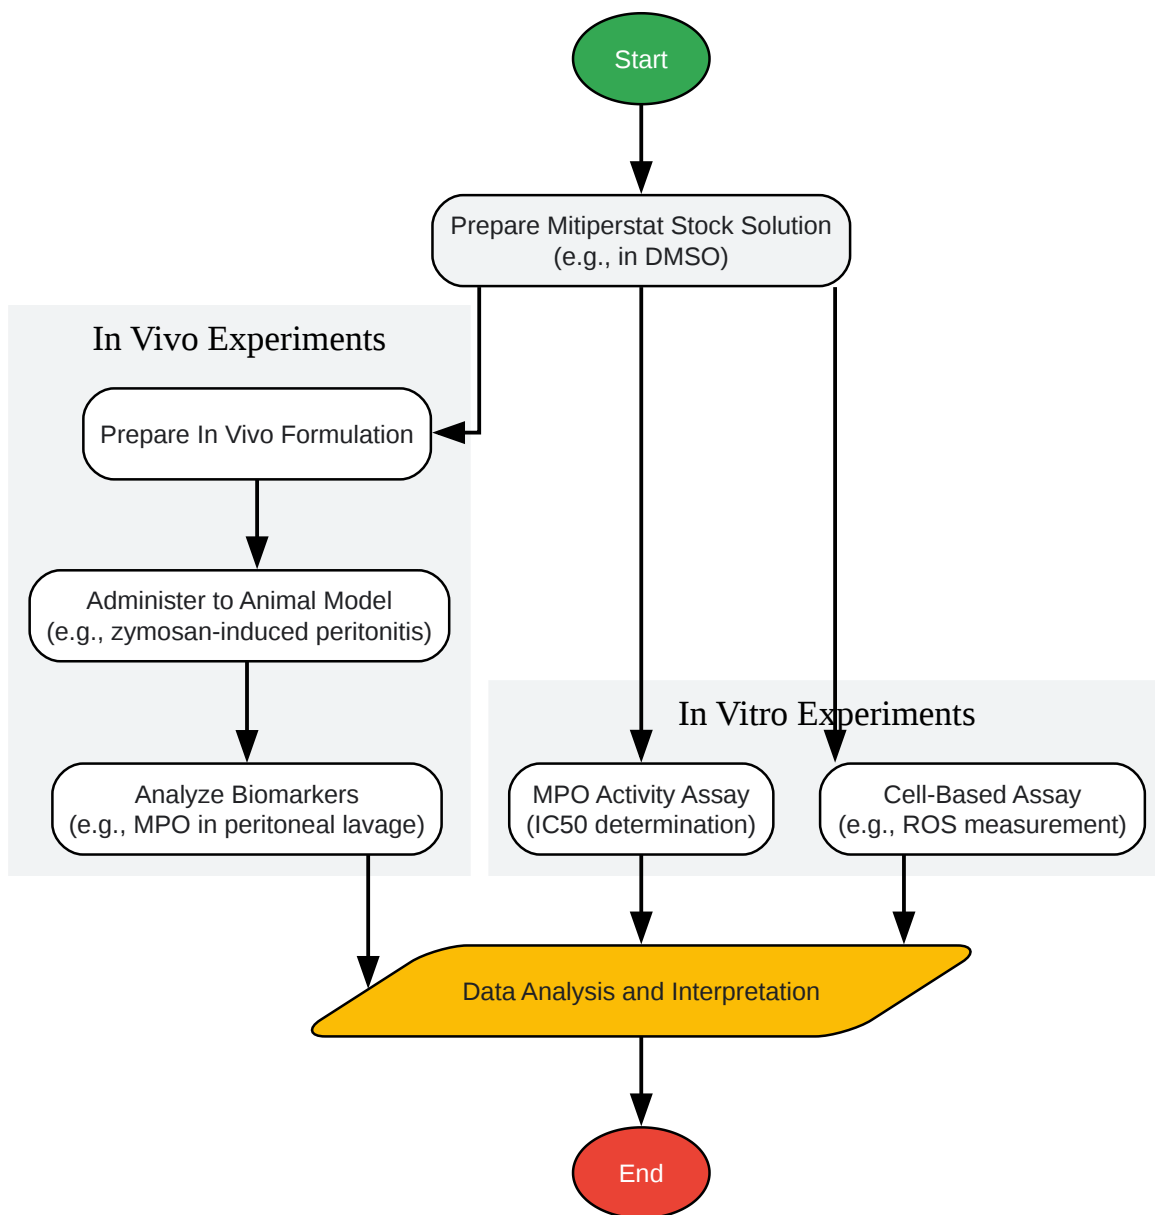 Start
Prepare Mitiperstat Stock Solution
(e.g., in DMSO)
In Vivo Experiments
Prepare In Vivo Formulation
Administer to Animal Model
(e.g., zymosan-induced peritonitis)
Analyze Biomarkers
(e.g., MPO in peritoneal lavage)
In Vitro Experiments
MPO Activity Assay
(IC50 determination)
Cell-Based Assay
(e.g., ROS measurement)
Data Analysis and Interpretation
End